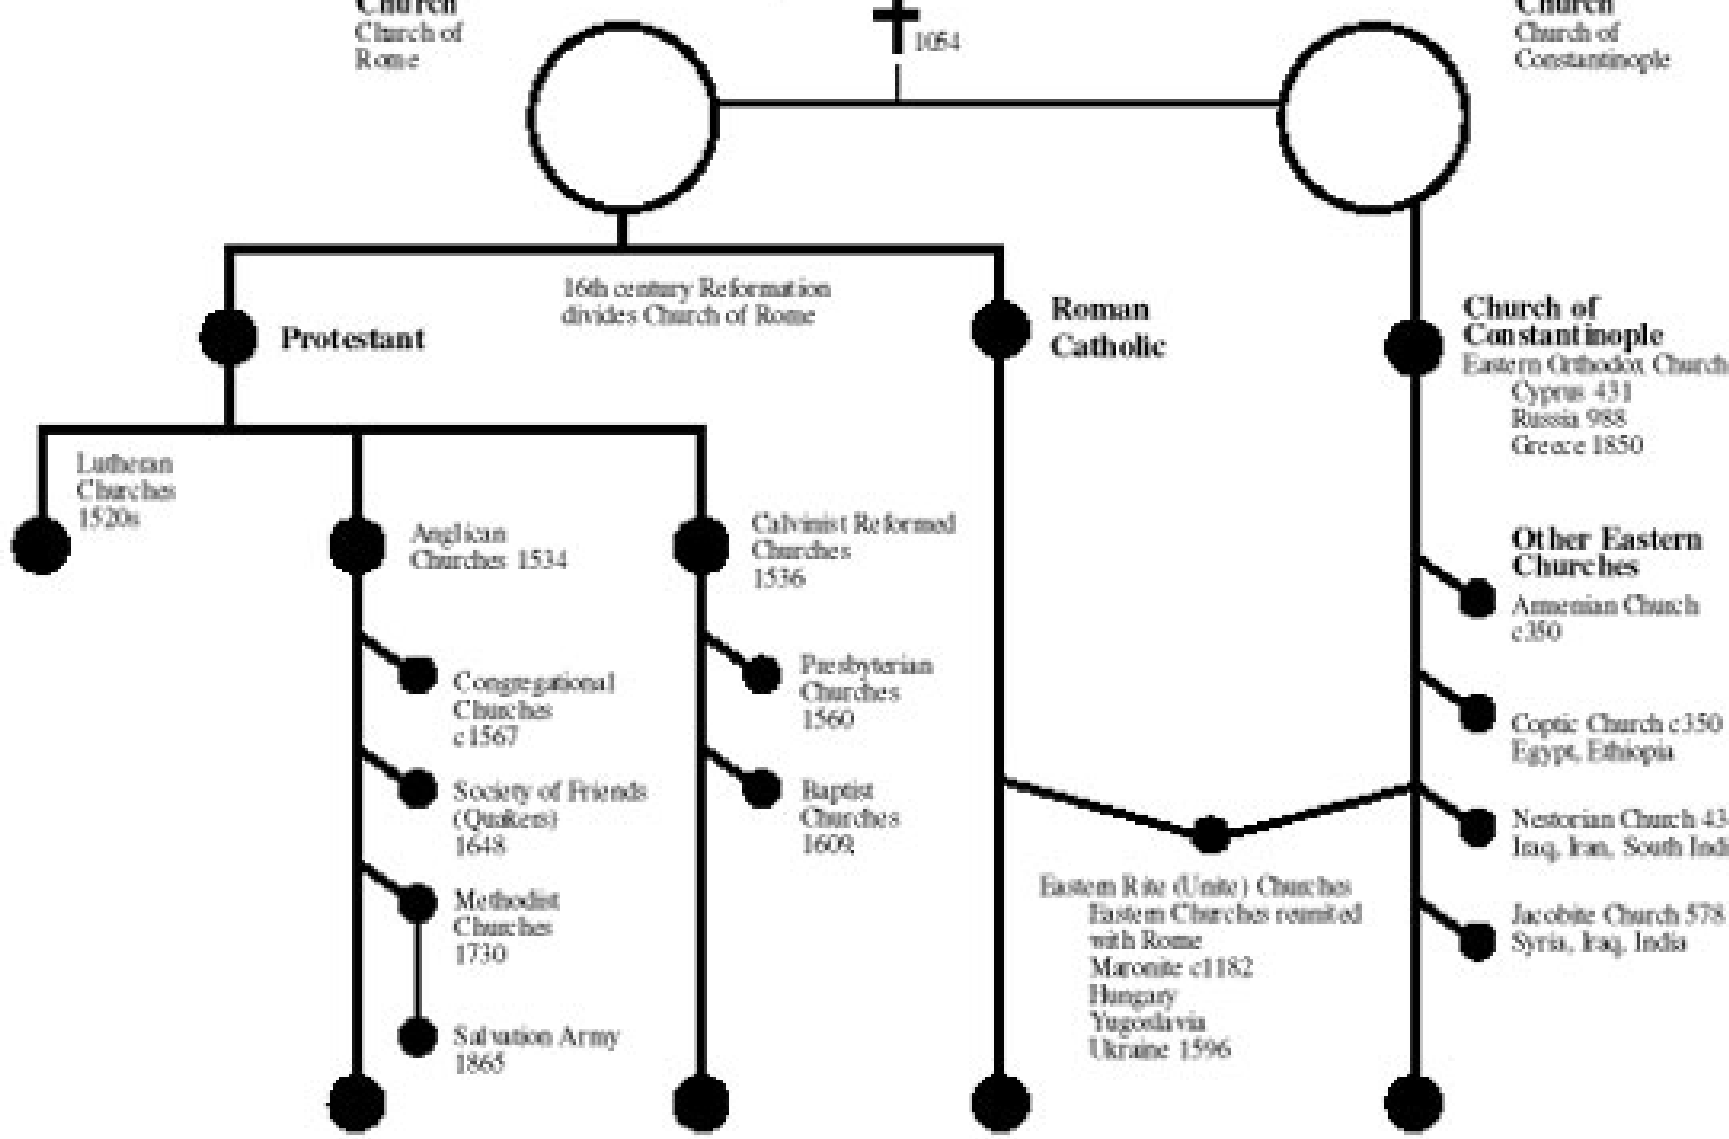 Church
Church of
Rome
1054
Church
Church of
Constantinople
16th century Reformation
divides Church of Rome
Protestant
Roman
Catholic
Church of
Constantinople
Eastern Orthodox Church
Cyprus 431
Russia 988
Greece 1850
Lutheran
Churches
1520s
Anglican
Churches 1534
Calvinist Reformed
Churches
1536
Other Eastern
Churches
Armenian Church
c350
Congregational
Churches
c1567
Presbyterian
Churches
1560
Coptic Church c350
Egypt, Ethiopia
Society of Friends
(Quakers)
1648
Baptist
Churches
1609
Nestorian Church 43
Iraq, Iran, South Indi
Methodist
Churches
1730
Eastern Rite (Unite) Churches
Eastern Churches reunited
with Rome
Maronite c1182
Hungary
Yugoslavia
Ukraine 1596
Jacobite Church 578
Syria, Iraq, India
Salvation Army
1865